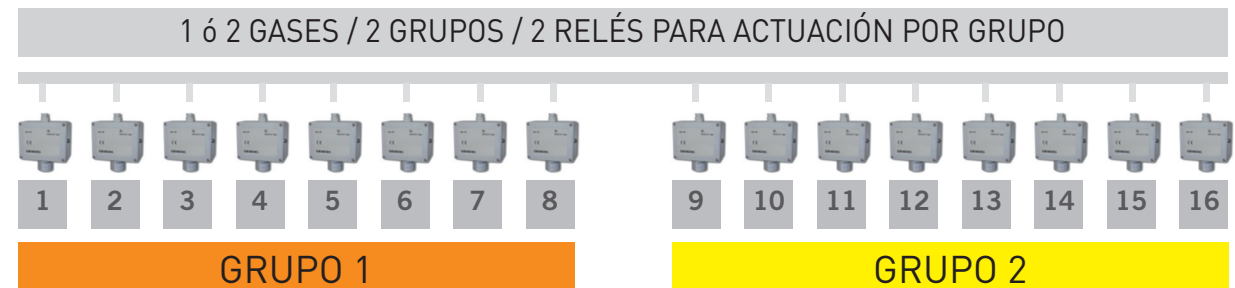 1 ó 2 GASES / 2 GRUPOS / 2 RELÉS PARA ACTUACIÓN POR GRUPO
1 2 3 4 5 6 7 8 9 10 11 12 13 14 15 16
GRUPO 1 GRUPO 2